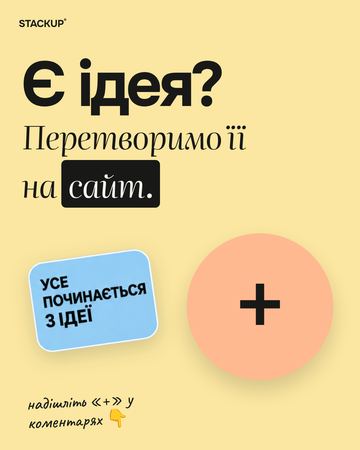 STACKUP®
Є ідея?
Перетворимо її
на сайт.
УСЕ
ПОЧИНАЄТЬСЯ
З ІДЕЇ
+
надішліть «+» у
коментарях 👇